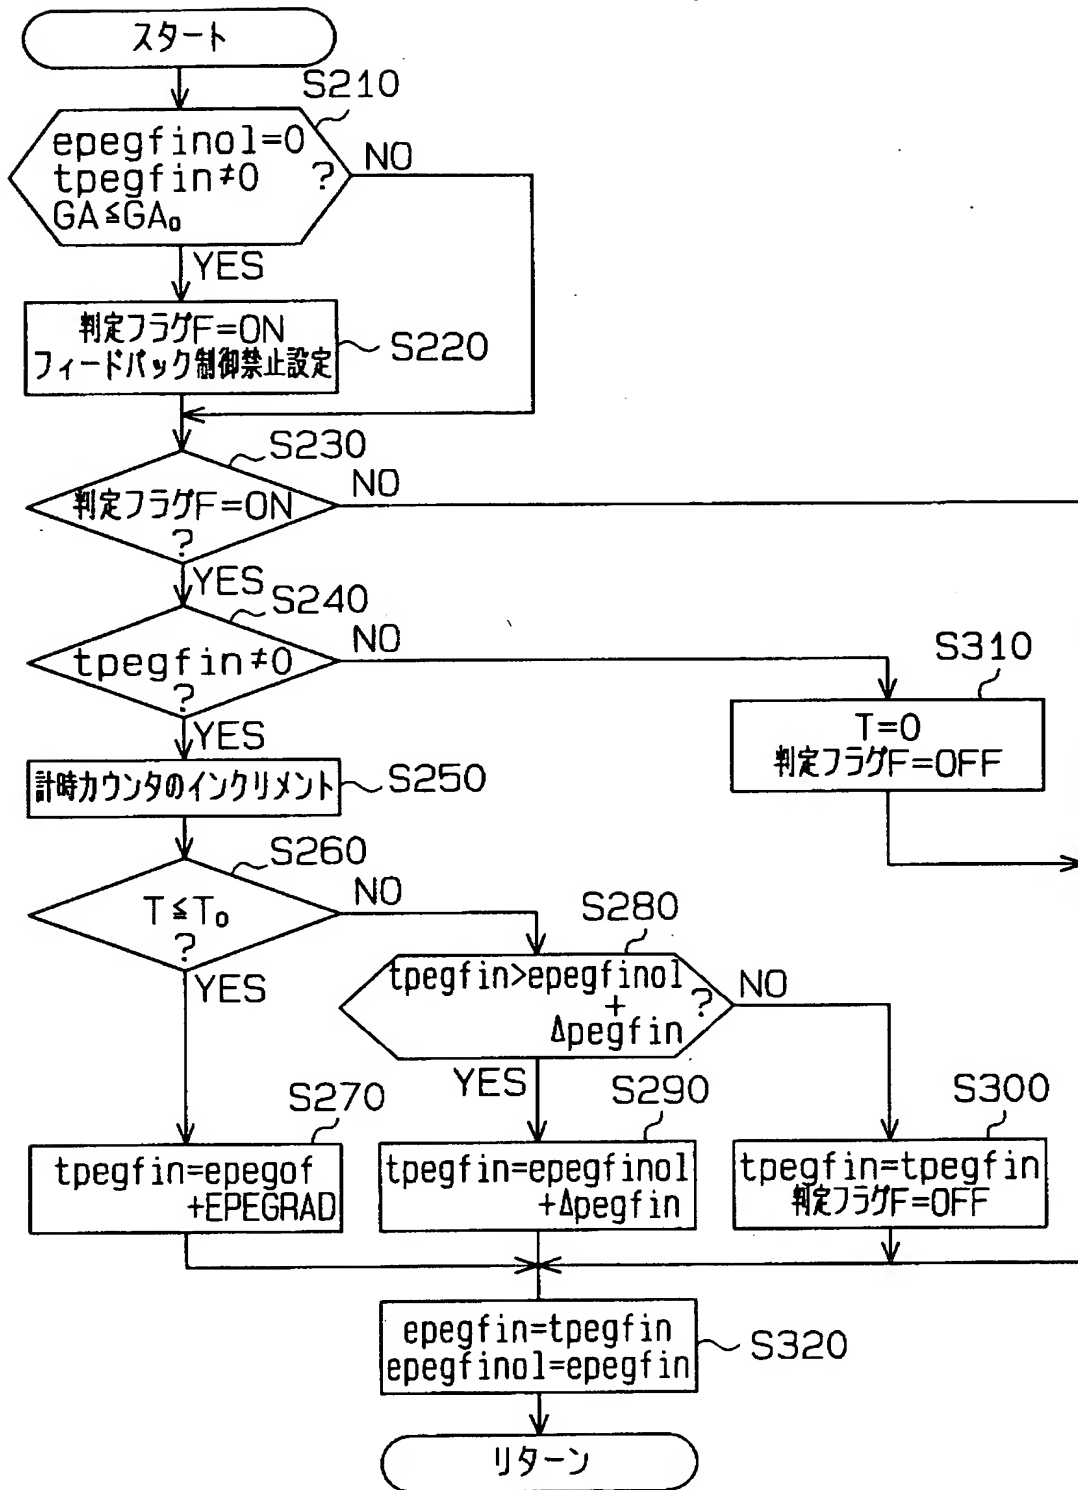 スタート
S210
epegfinol=0
tpegfin≠0
GA≦GA₀
?
NO
YES
判定フラグF=ON
フィードバック制御禁止設定
S220
S230
判定フラグF=ON
?
NO
YES
S240
tpegfin≠0
?
NO
YES
S310
T=0
判定フラグF=OFF
計時カウンタのインクリメント
S250
S260
T≦T₀
?
NO
YES
S280
tpegfin>epegfinol
+
Δpegfin
?
NO
YES
S270
tpegfin=epegof
+EPEGRAD
S290
tpegfin=epegfinol
+Δpegfin
S300
tpegfin=tpegfin
判定フラグF=OFF
epegfin=tpegfin
epegfinol=epegfin
S320
リターン